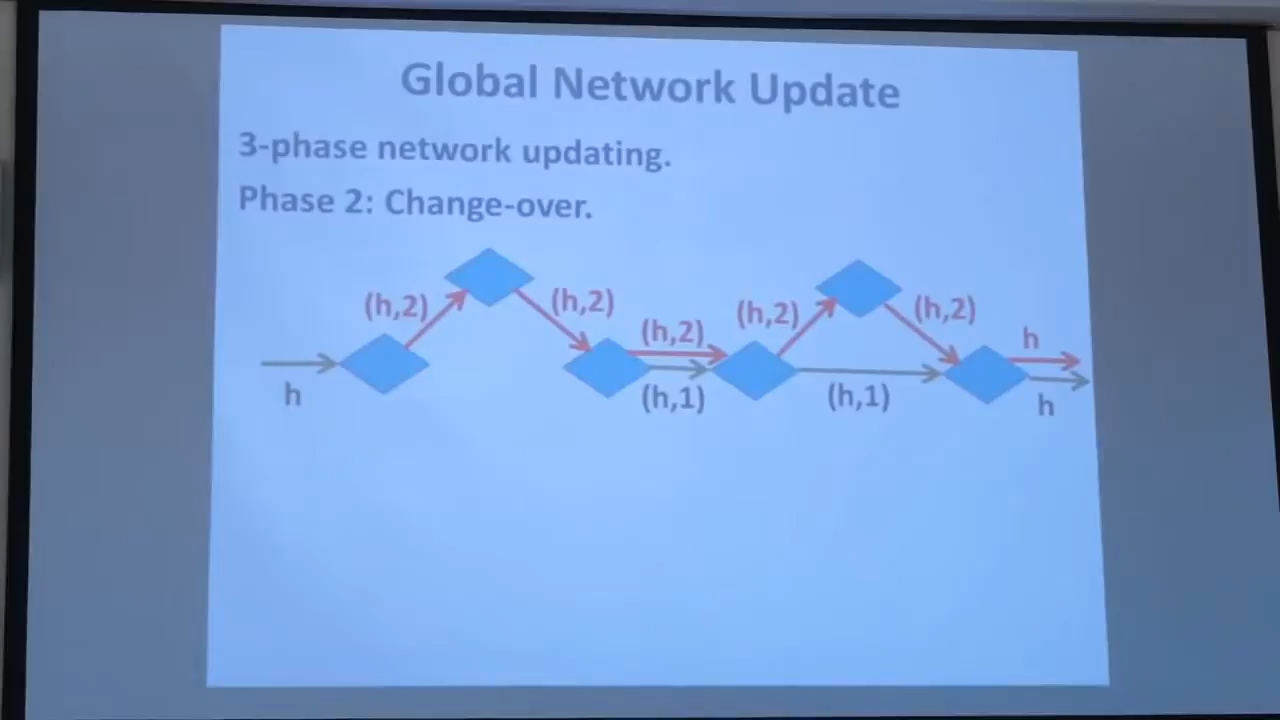 Global Network Update
3-phase network updating.
Phase 2: Change-over.
(h,2)
(h,2)
(h,2)
(h,2)
(h,2)
h
h
(h,1)
(h,1)
h